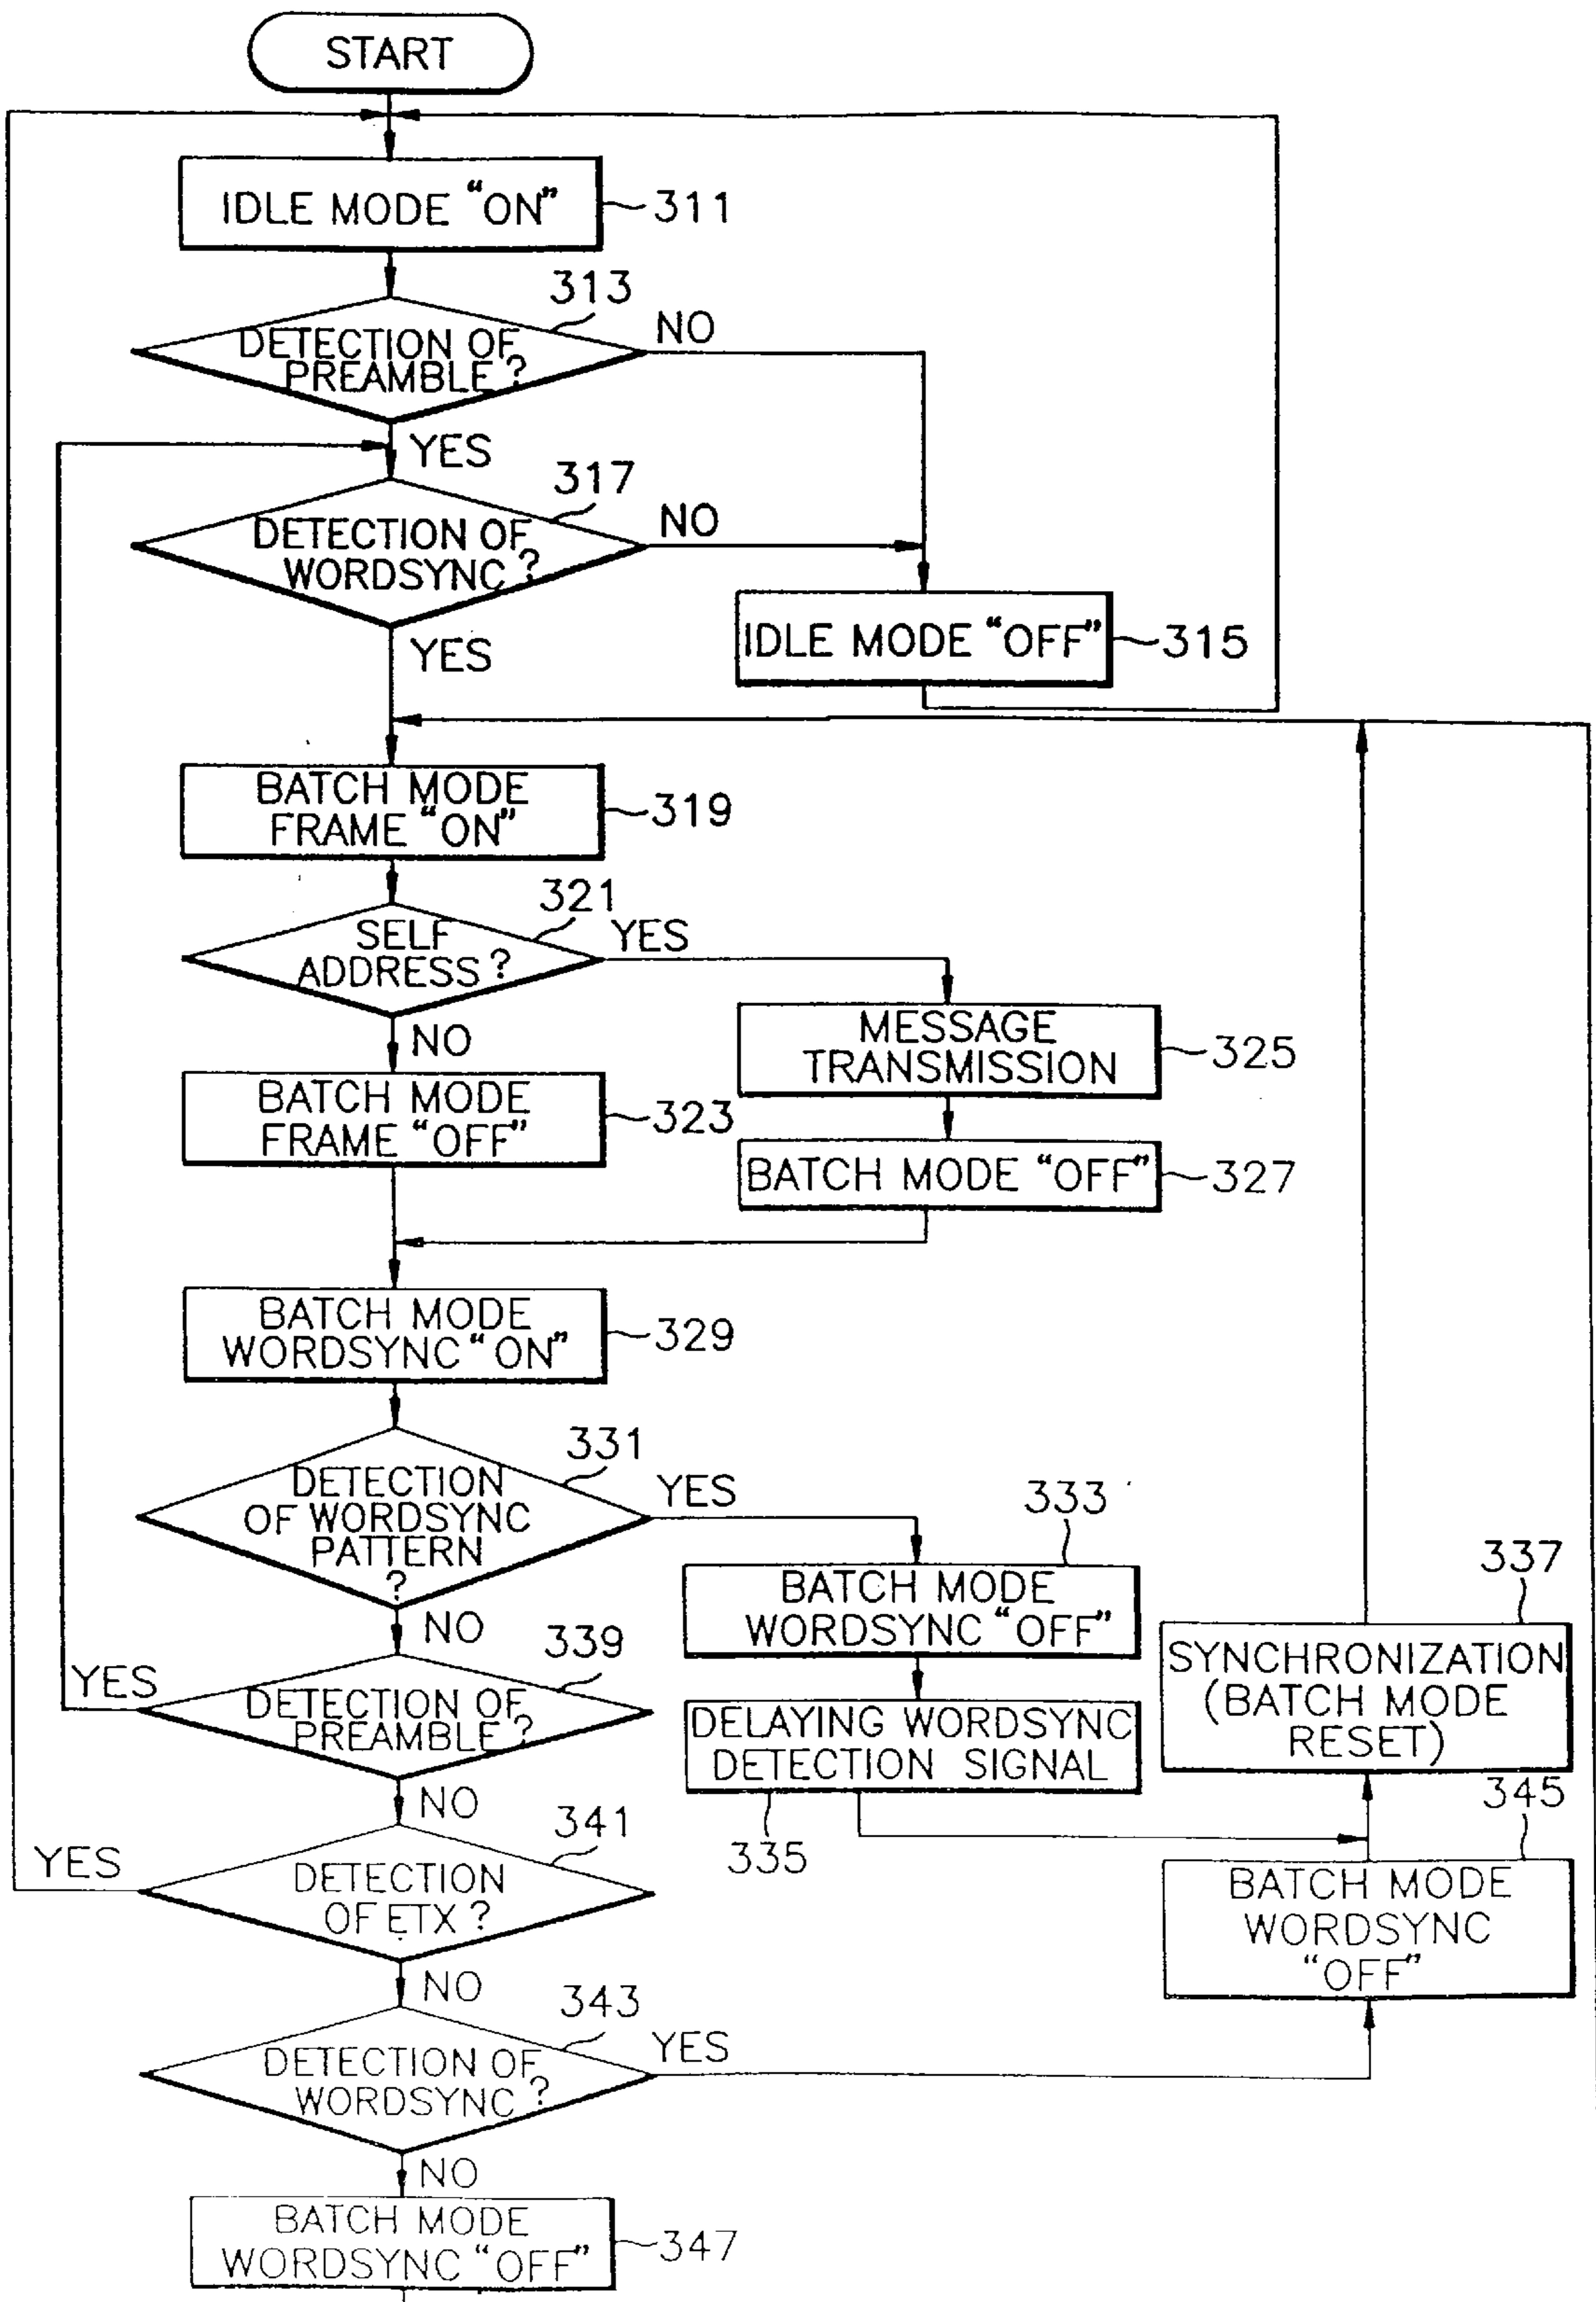 START
IDLE MODE "ON"
311
313
DETECTION OF
PREAMBLE?
NO
YES
317
DETECTION OF
WORDSYNC?
NO
YES
IDLE MODE "OFF"
315
BATCH MODE
FRAME "ON"
319
321
SELF
ADDRESS?
YES
NO
MESSAGE
TRANSMISSION
325
BATCH MODE
FRAME "OFF"
323
BATCH MODE "OFF"
327
BATCH MODE
WORDSYNC "ON"
329
331
DETECTION
OF WORDSYNC
PATTERN
?
YES
NO
333
BATCH MODE
WORDSYNC "OFF"
337
SYNCHRONIZATION
(BATCH MODE
RESET)
339
YES
DETECTION OF
PREAMBLE?
NO
DELAYING WORDSYNC
DETECTION SIGNAL
335
345
BATCH MODE
WORDSYNC
"OFF"
341
YES
DETECTION
OF ETX?
NO
343
DETECTION OF
WORDSYNC?
YES
NO
BATCH MODE
WORDSYNC "OFF"
347